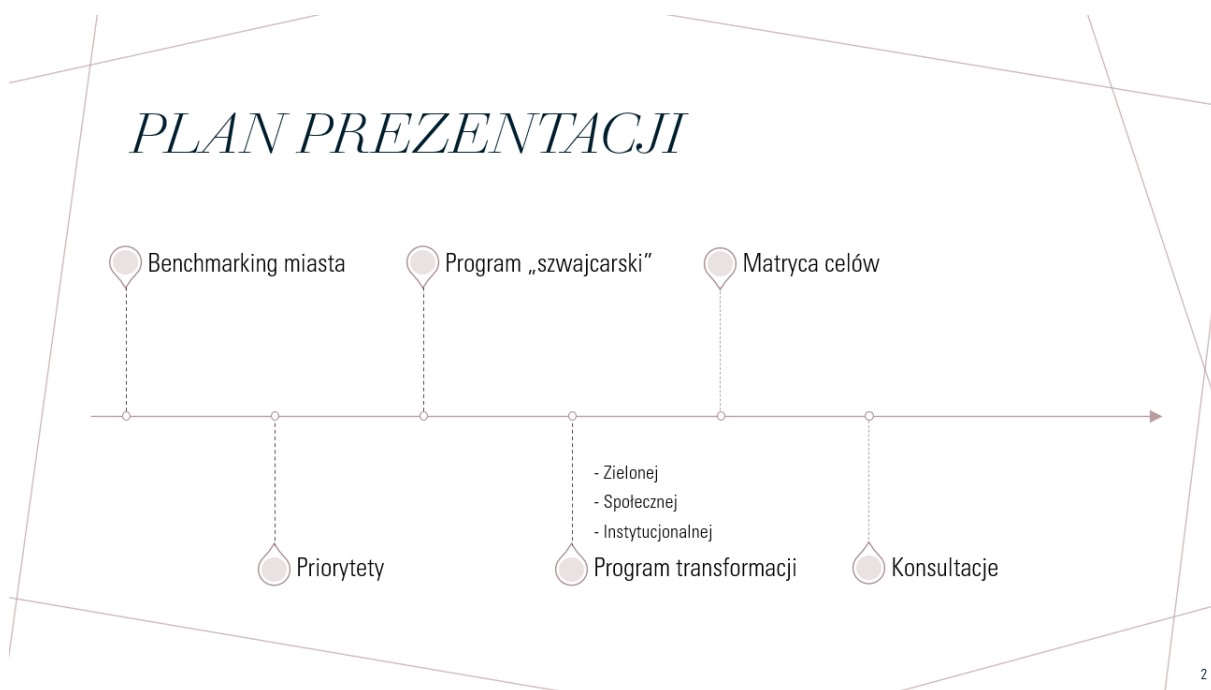 PLAN PREZENTACJI
Benchmarking miasta
Program „szwajcarski”
Matryca celów
- Zielonej
- Społecznej
- Instytucjonalnej
Priorytety
Program transformacji
Konsultacje
2